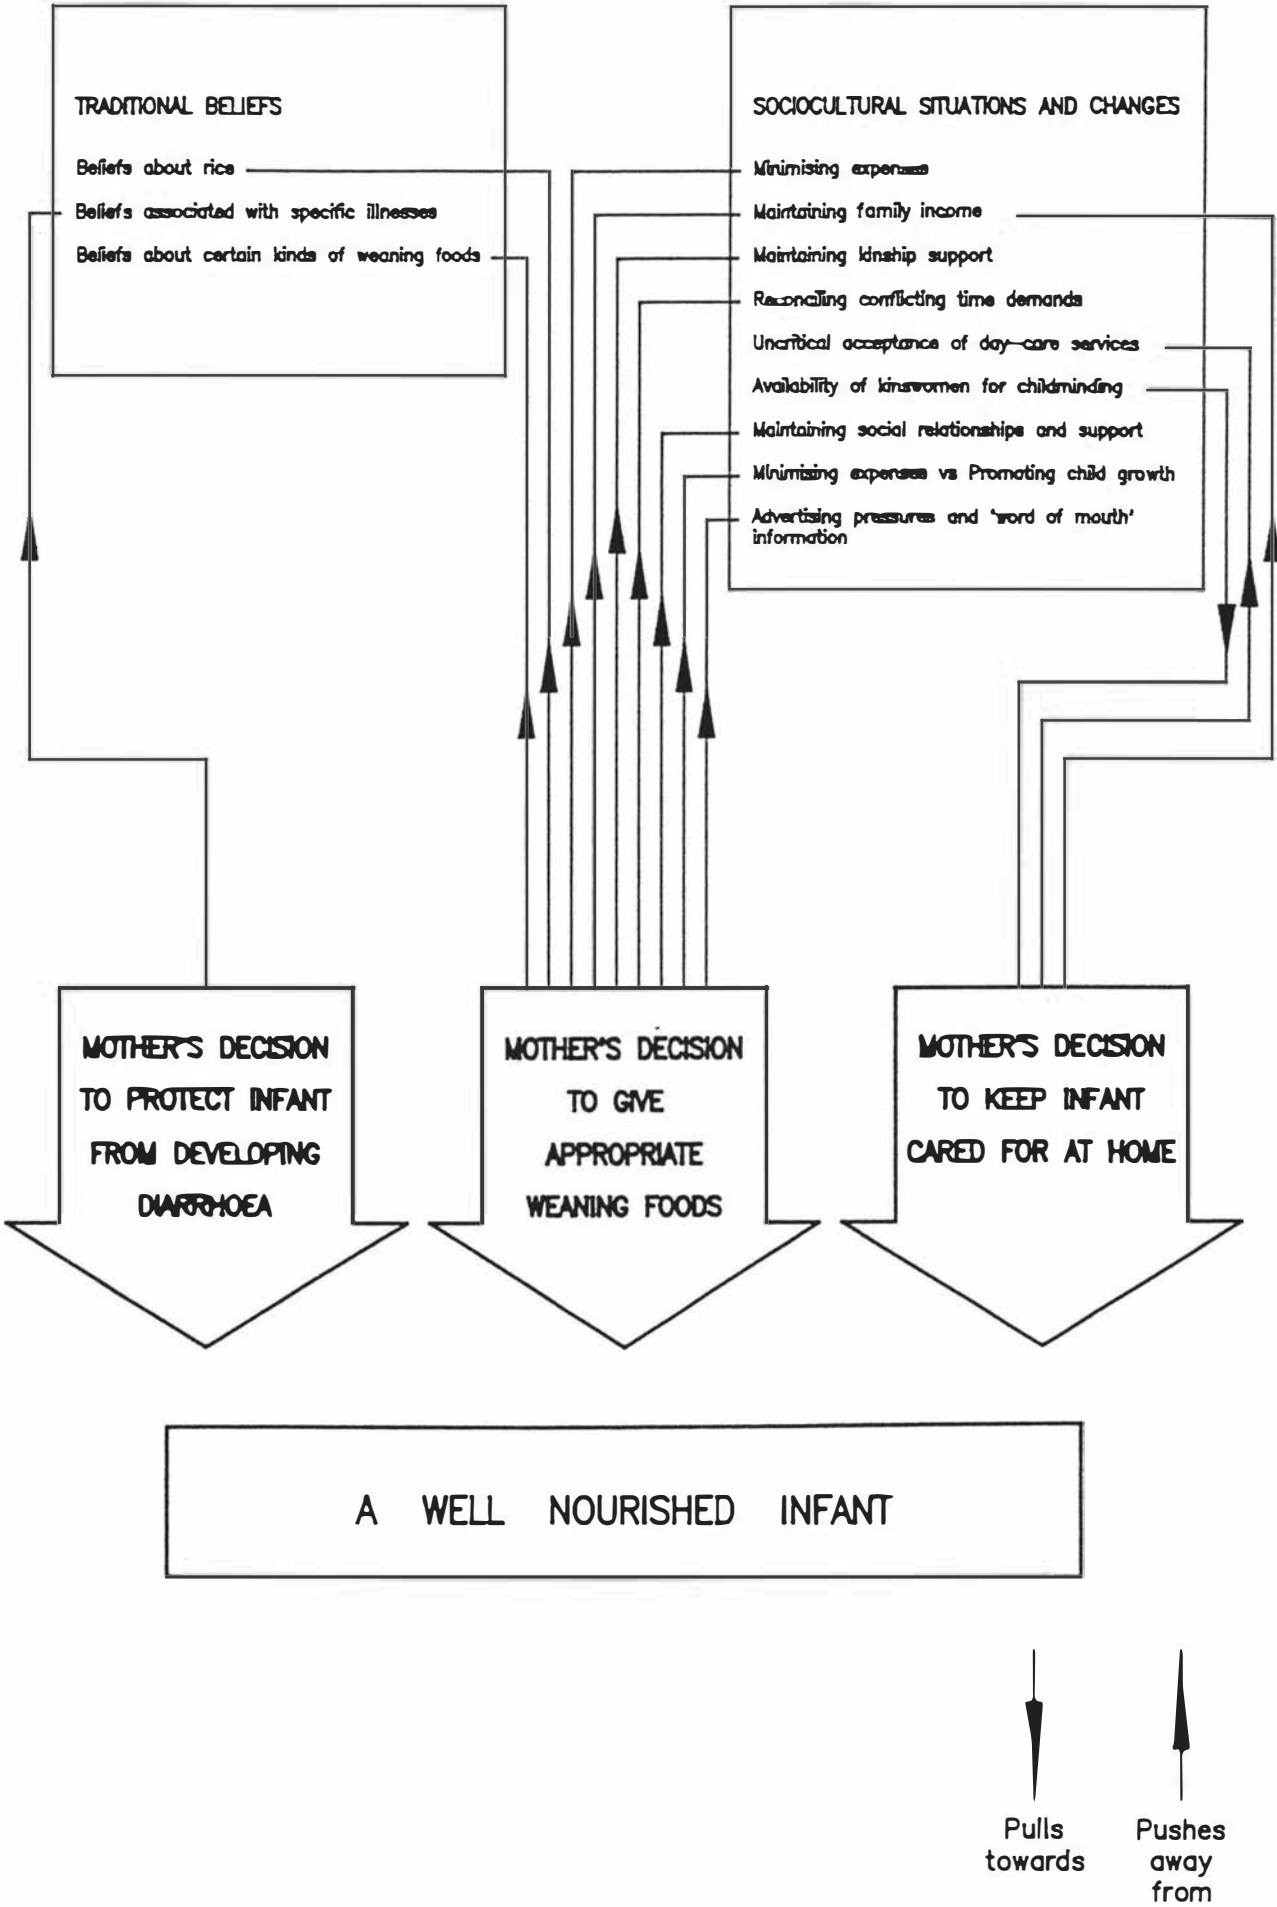 TRADITIONAL BELIEFS
Beliefs about rice
Beliefs associated with specific illnesses
Beliefs about certain kinds of weaning foods
SOCIOCULTURAL SITUATIONS AND CHANGES
Minimising expenses
Maintaining family income
Maintaining kinship support
Reconciling conflicting time demands
Uncritical acceptance of day-care services
Availability of kinswomen for childminding
Maintaining social relationships and support
Minimising expenses vs Promoting child growth
Advertising pressures and 'word of mouth'
information
MOTHER'S DECISION
TO PROTECT INFANT
FROM DEVELOPING
DIARRHOEA
MOTHER'S DECISION
TO GIVE
APPROPRIATE
WEANING FOODS
MOTHER'S DECISION
TO KEEP INFANT
CARED FOR AT HOME
A WELL NOURISHED INFANT
Pulls
towards
Pushes
away
from